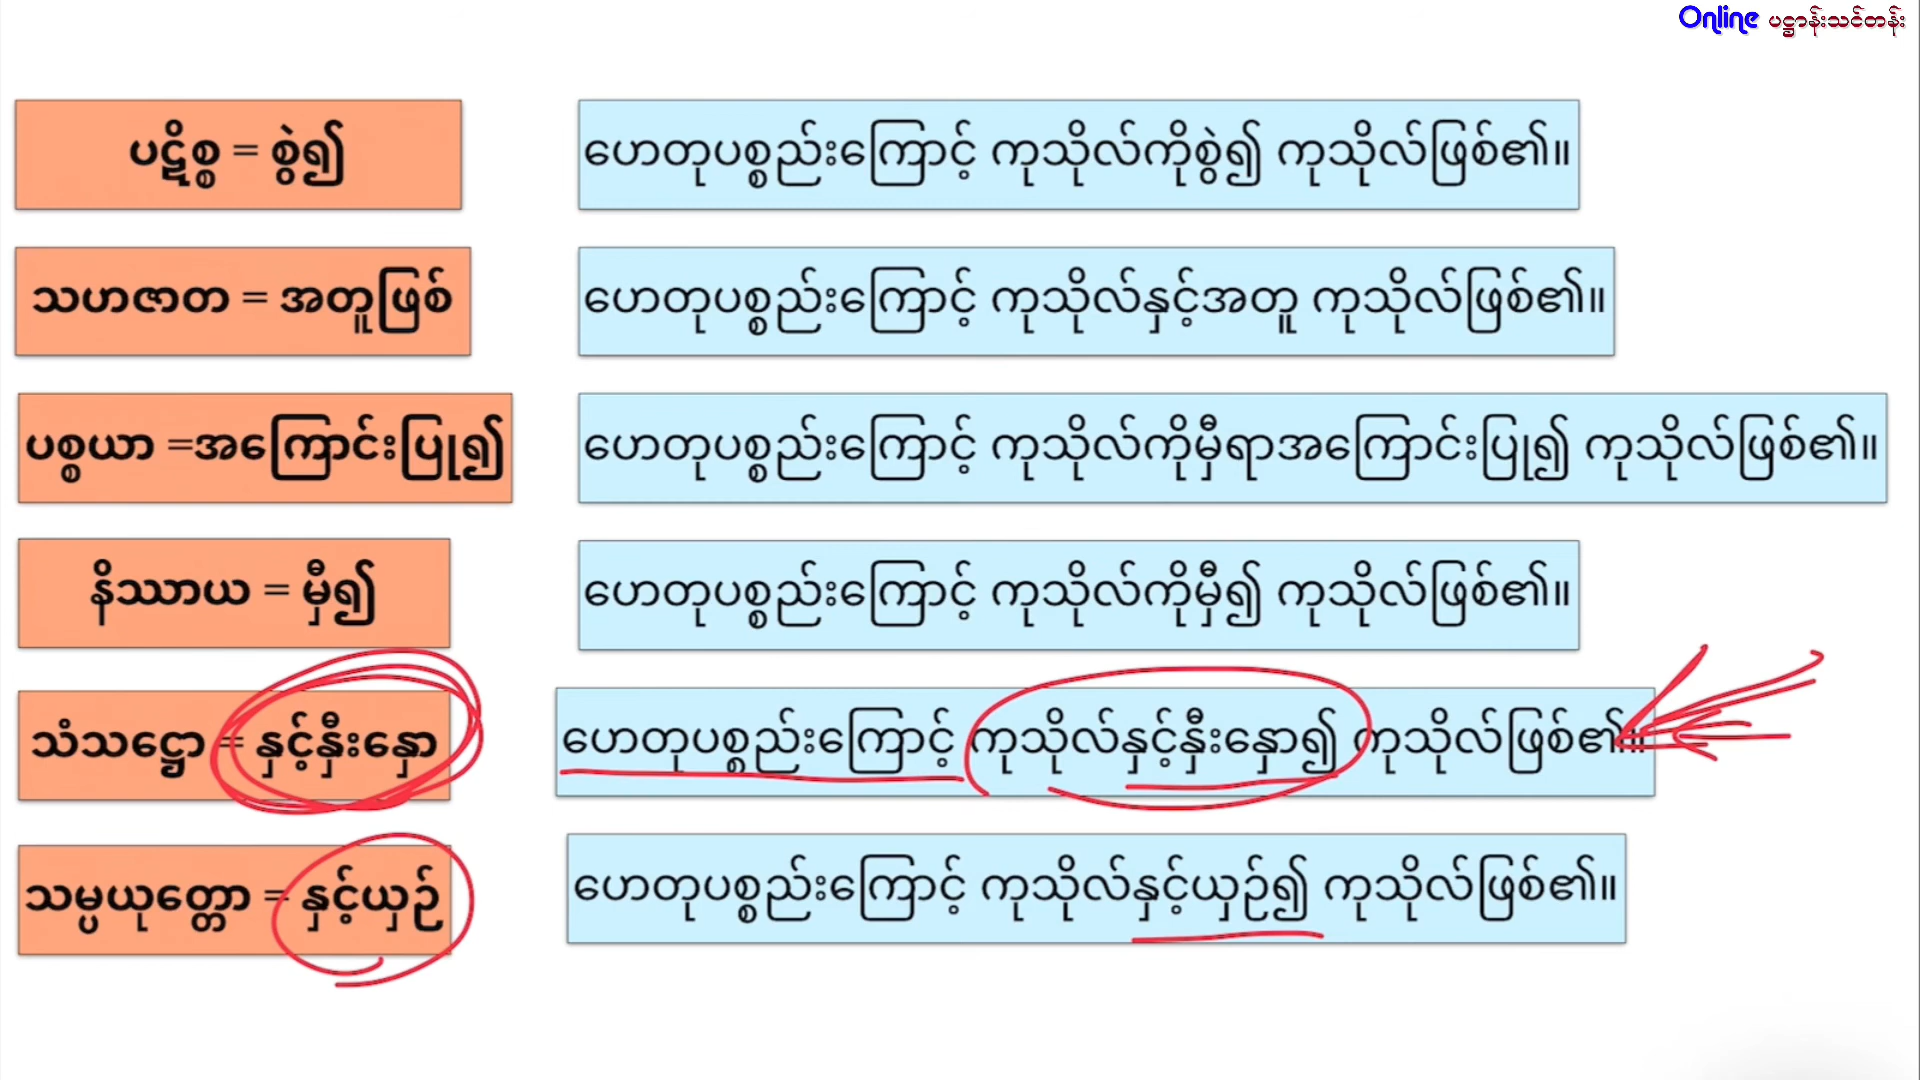 Online ပဋ္ဌာန်းသင်တန်း
ပဋိစ္စ = စွဲ၍
ဟေတုပစ္စည်းကြောင့် ကုသိုလ်ကိုစွဲ၍ ကုသိုလ်ဖြစ်၏။
သဟဇာတ = အတူဖြစ်
ဟေတုပစ္စည်းကြောင့် ကုသိုလ်နှင့်အတူ ကုသိုလ်ဖြစ်၏။
ပစ္စယာ =အကြောင်းပြု၍
ဟေတုပစ္စည်းကြောင့် ကုသိုလ်ကိုမှီရာအကြောင်းပြု၍ ကုသိုလ်ဖြစ်၏။
နိဿာယ = မှီ၍
ဟေတုပစ္စည်းကြောင့် ကုသိုလ်ကိုမှီ၍ ကုသိုလ်ဖြစ်၏။
သံသဋ္ဌော = နှင့်နှီးနှော
ဟေတုပစ္စည်းကြောင့် ကုသိုလ်နှင့်နှီးနှော၍ ကုသိုလ်ဖြစ်၏။
သမ္ပယုတ္တော = နှင့်ယှဉ်
ဟေတုပစ္စည်းကြောင့် ကုသိုလ်နှင့်ယှဉ်၍ ကုသိုလ်ဖြစ်၏။